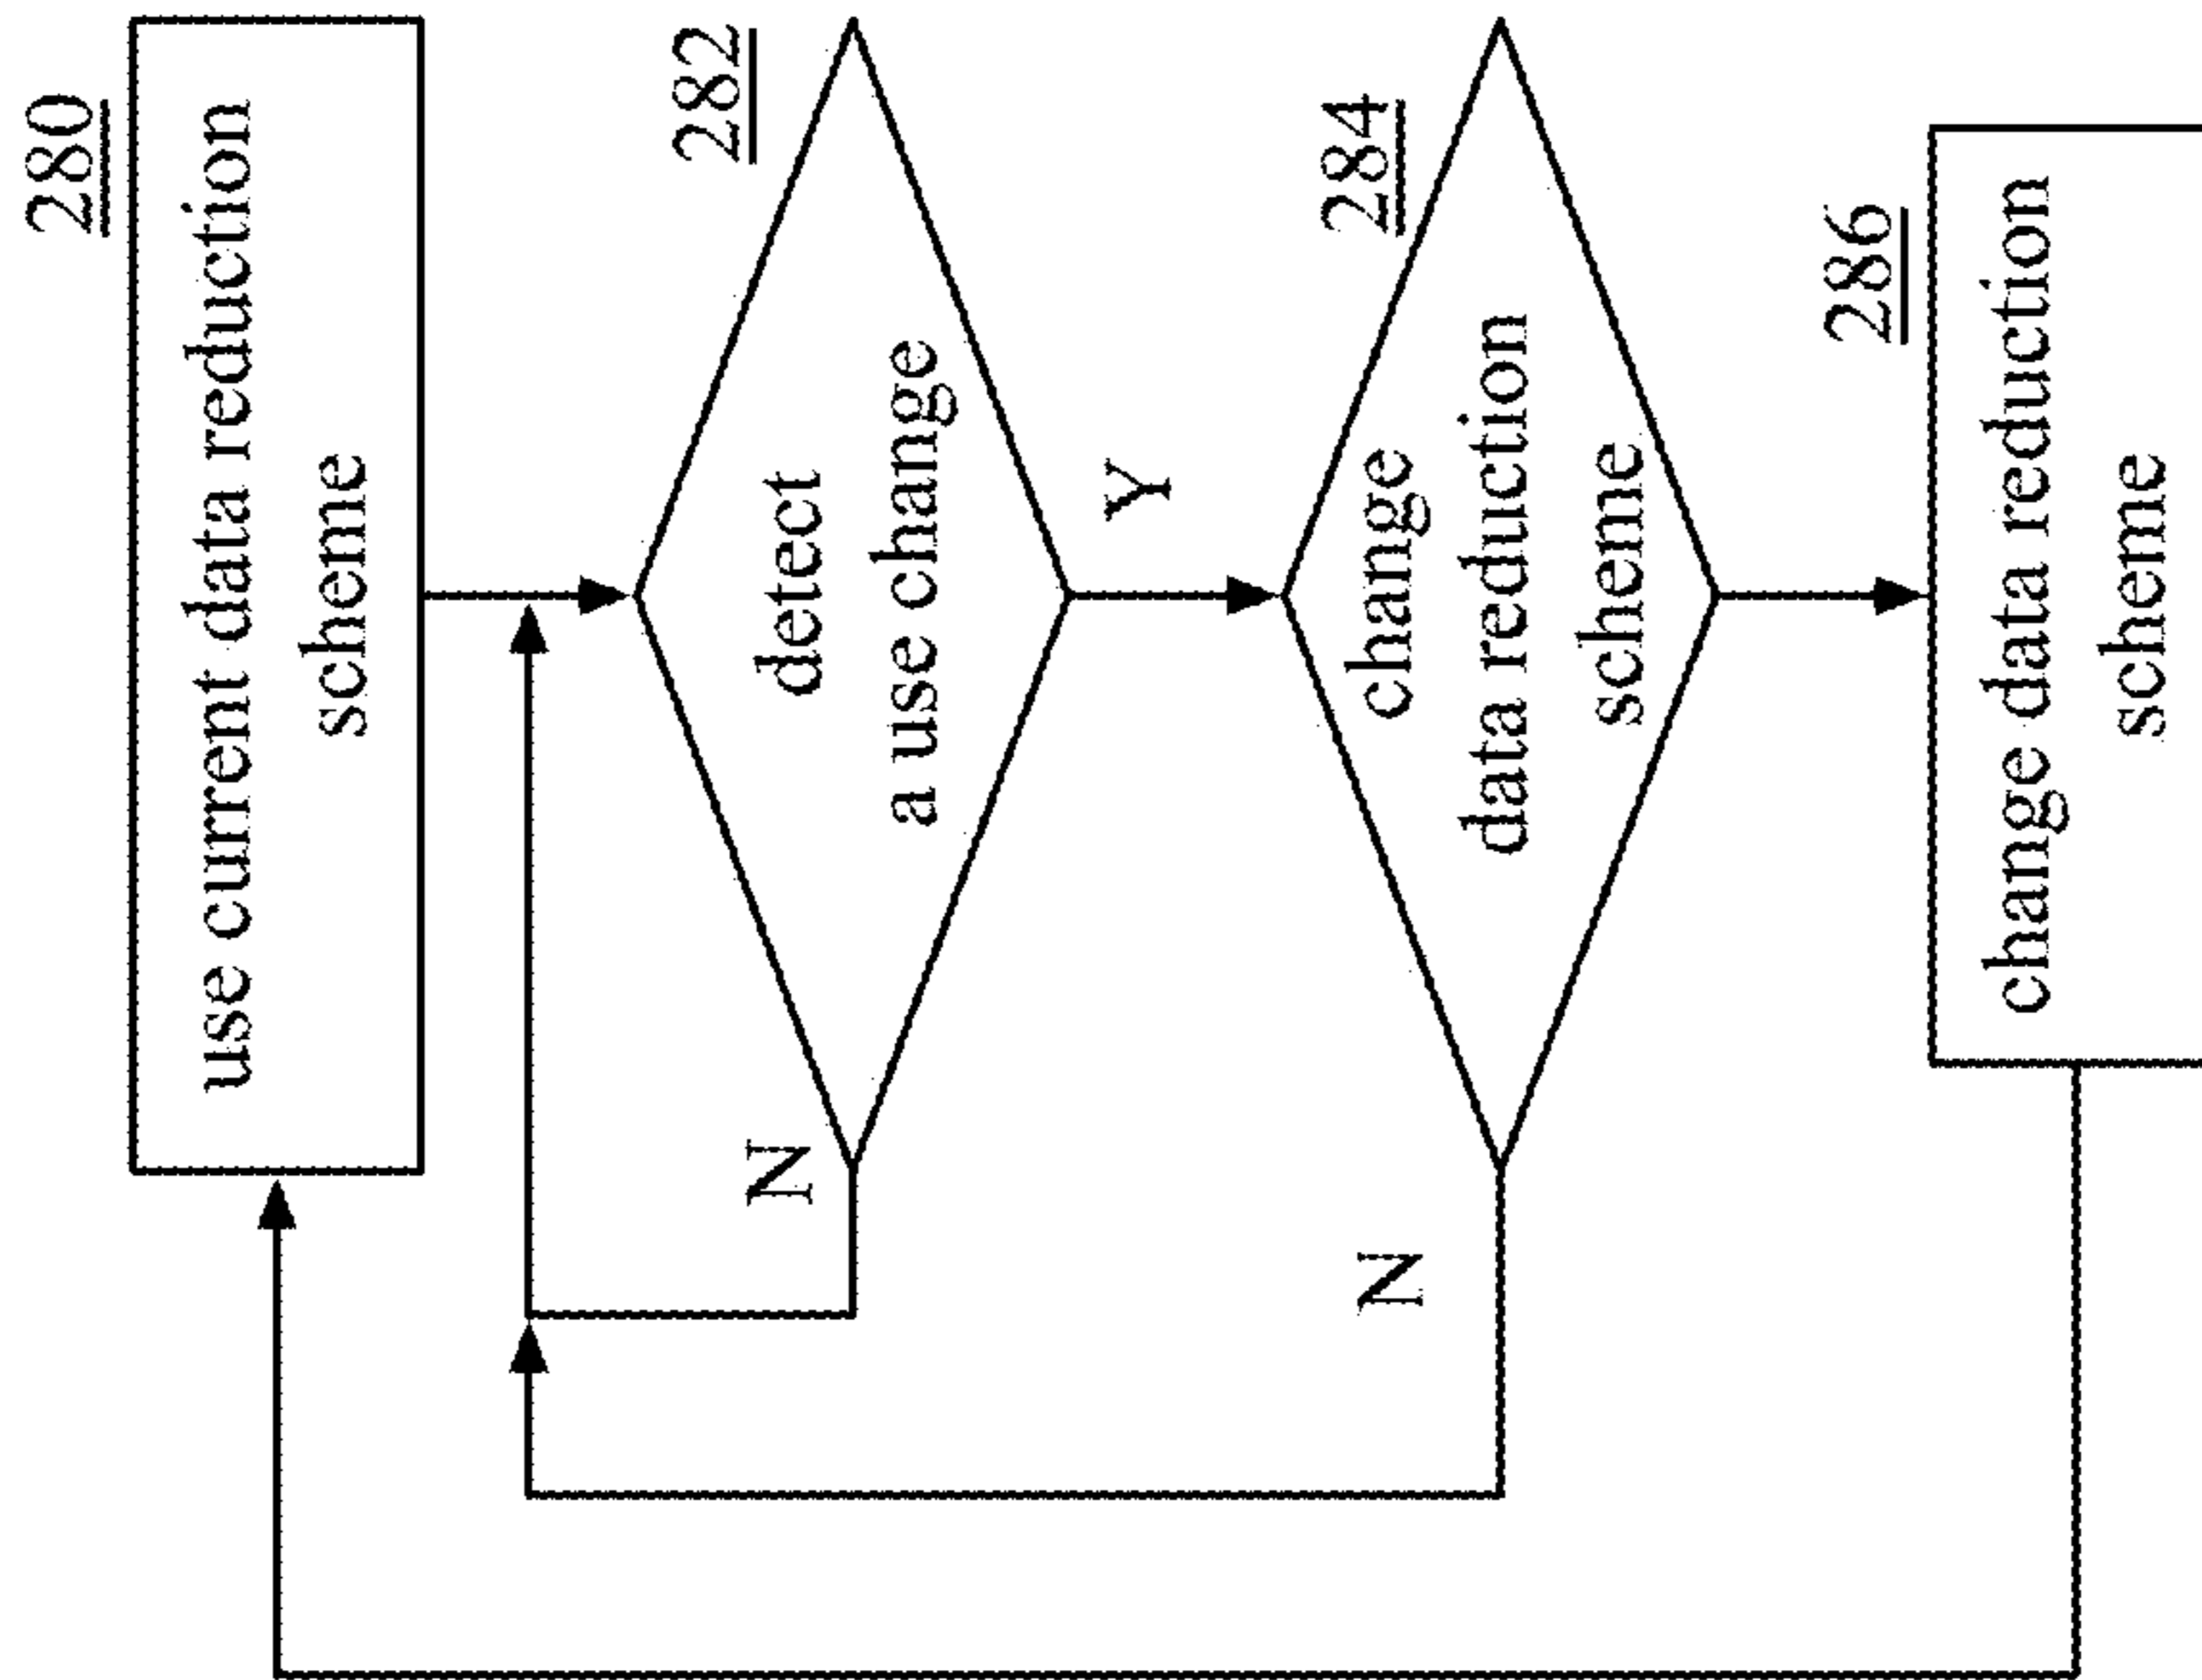 280
use current data reduction
scheme
282
detect
a use change
N
Y
284
change
data reduction
scheme
N
286
change data reduction
scheme